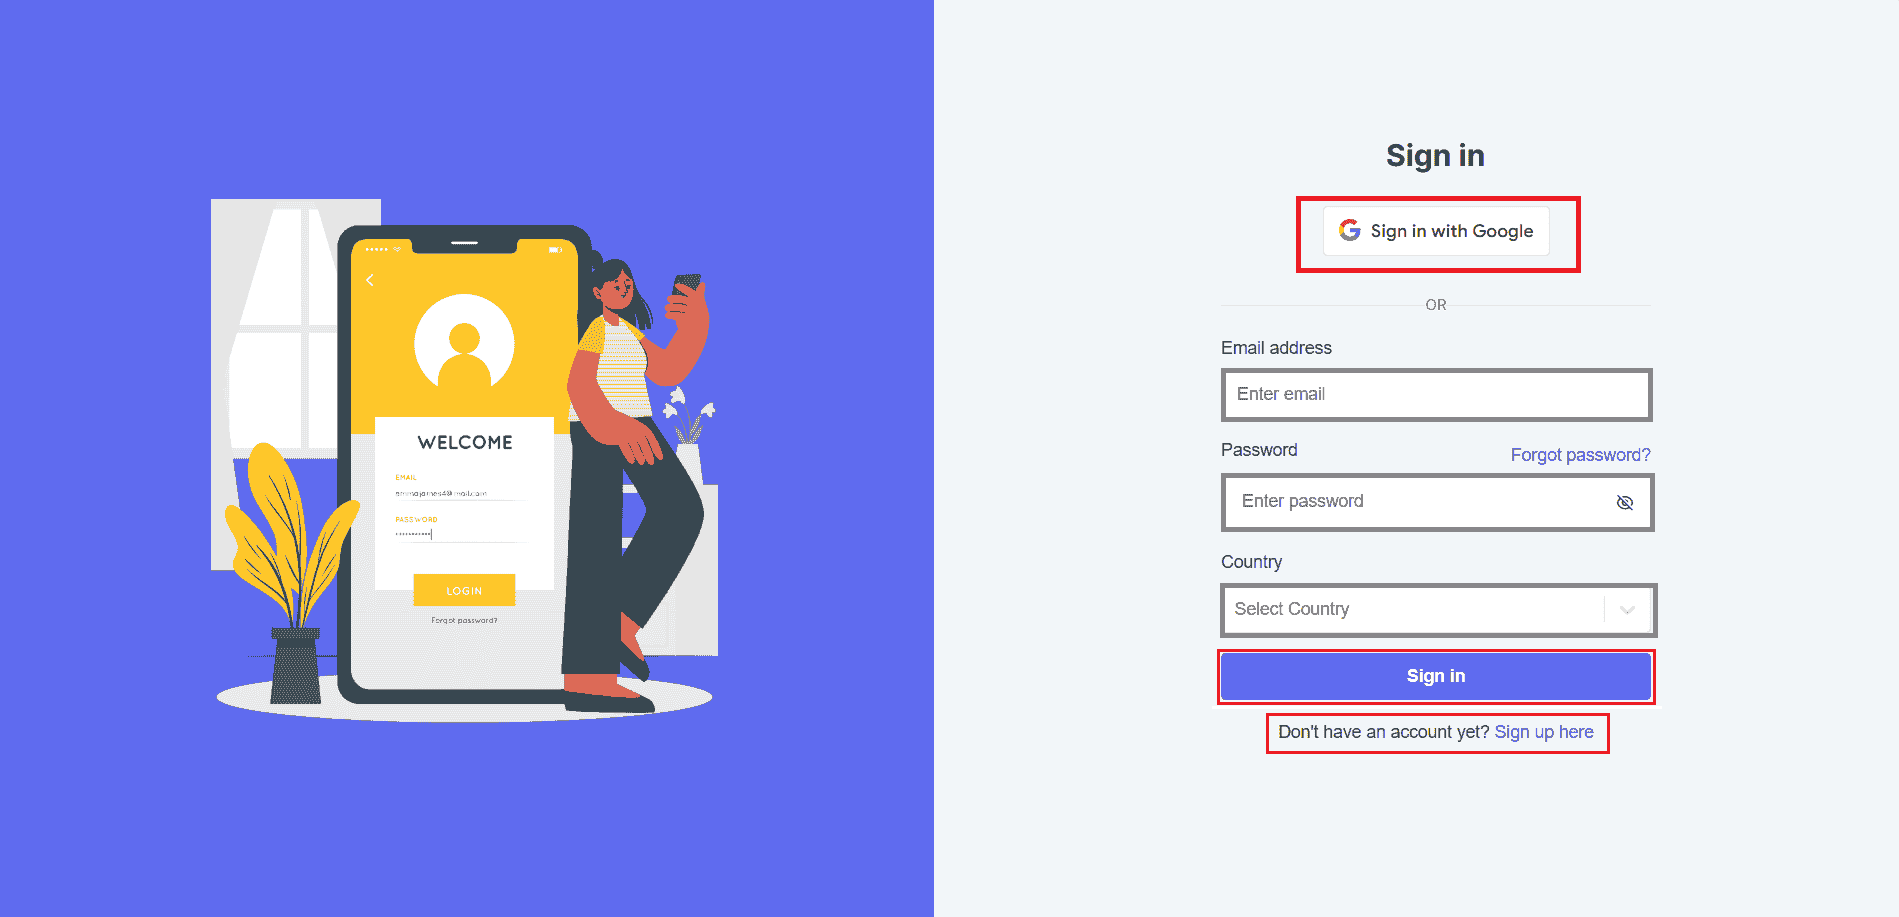 WELCOME
EMAIL
PASSWORD
LOGIN
Forgot password?
Sign in
Sign in with Google
OR
Email address
Enter email
Password
Forgot password?
Enter password
Country
Select Country
Sign in
Don't have an account yet? Sign up here